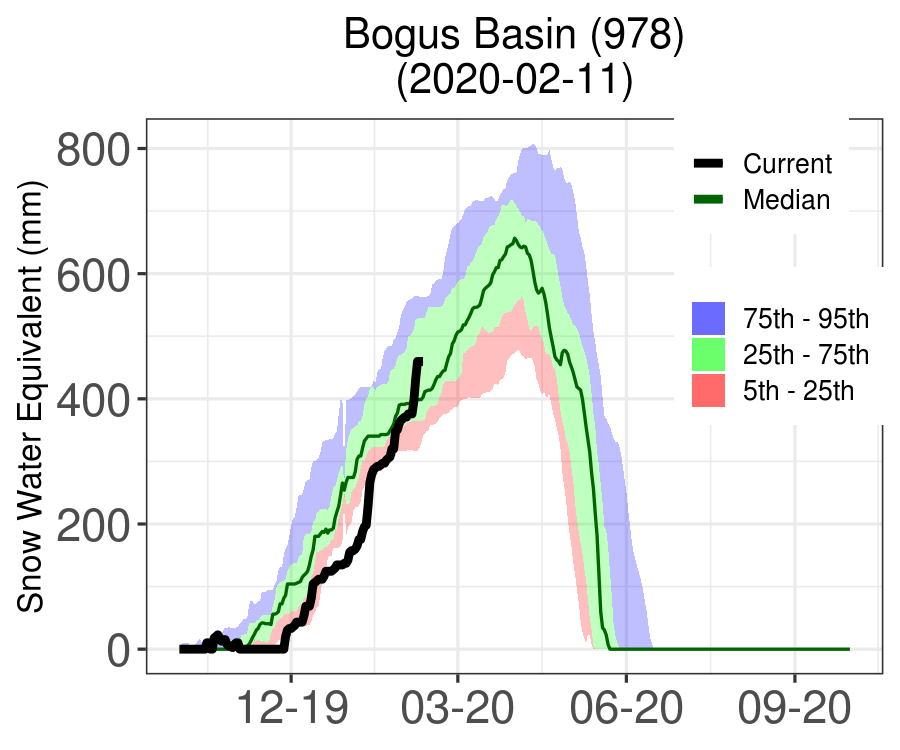 Bogus Basin (978)
(2020-02-11)
Snow Water Equivalent (mm)
800
600
400
200
0
12-19
03-20
06-20
09-20
Current
Median
75th - 95th
25th - 75th
5th - 25th